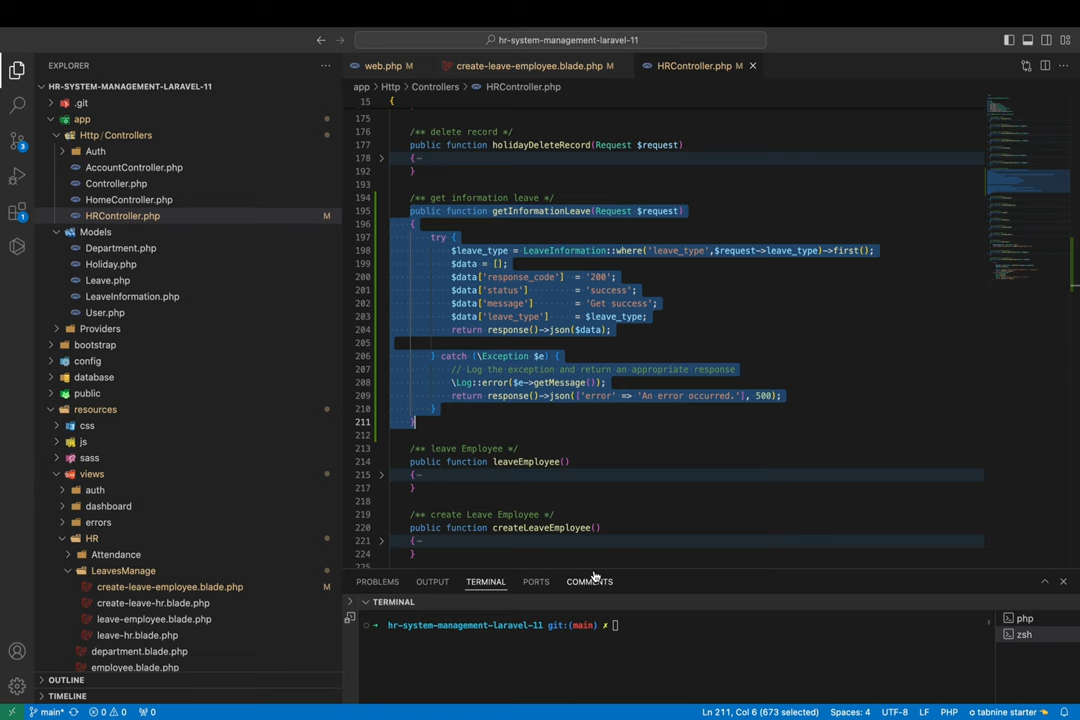 hr-system-management-laravel-11
EXPLORER
HR-SYSTEM-MANAGEMENT-LARAVEL-11
.git
app
Http/Controllers
Auth
AccountController.php
Controller.php
HomeController.php
HRController.php M
Models
Department.php
Holiday.php
Leave.php
LeaveInformation.php
User.php
Providers
bootstrap
config
database
public
resources
css
js
sass
views
auth
dashboard
errors
HR
Attendance
LeavesManage
create-leave-employee.blade.php M
create-leave-hr.blade.php
leave-employee.blade.php
leave-hr.blade.php
department.blade.php
employee.blade.php
OUTLINE
TIMELINE
3
1
web.php M
create-leave-employee.blade.php M
HRController.php M
app > Http > Controllers > HRController.php
15 {
175
176 /** delete record */
177 public function holidayDeleteRecord(Request $request)
178 {
192 }
193
194 /** get information leave */
195 public function getInformationLeave(Request $request)
196 {
197 try {
198 $leave_type = LeaveInformation::where('leave_type',$request->leave_type)->first();
199 $data = [];
200 $data['response_code'] = '200';
201 $data['status'] = 'success';
202 $data['message'] = 'Get success';
203 $data['leave_type'] = $leave_type;
204 return response()->json($data);
205
206 } catch (\Exception $e) {
207 // Log the exception and return an appropriate response
208 \Log::error($e->getMessage());
209 return response()->json(['error' => 'An error occurred.'], 500);
210 }
211 }
212
213 /** leave Employee */
214 public function leaveEmployee()
215 {
217 }
218
219 /** create Leave Employee */
220 public function createLeaveEmployee()
221 {
224 }
225
PROBLEMS OUTPUT TERMINAL PORTS COMMENTS
TERMINAL
→ hr-system-management-laravel-11 git:(main) ✗
php
zsh
main* 0 0 0 Ln 211, Col 6 (673 selected) Spaces: 4 UTF-8 LF PHP tabnine starter